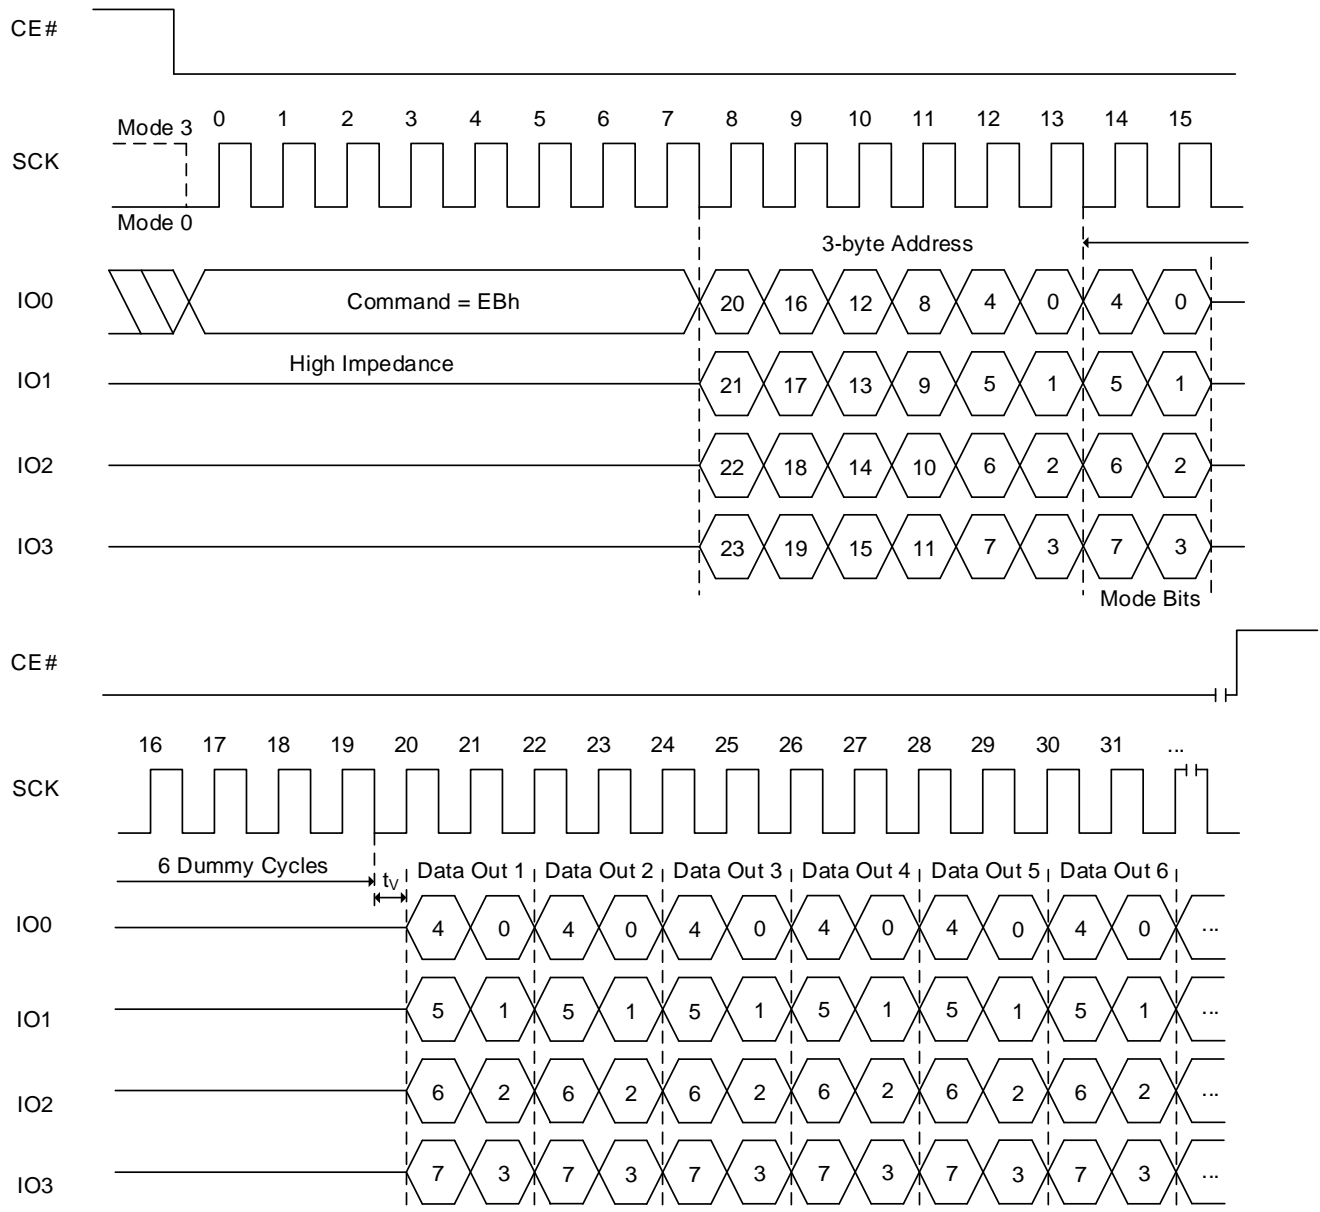 CE#
Mode 3 0 1 2 3 4 5 6 7 8 9 10 11 12 13 14 15
SCK
Mode 0
3-byte Address
IO0 Command = EBh 20 16 12 8 4 0 4 0
High Impedance
IO1 21 17 13 9 5 1 5 1
IO2 22 18 14 10 6 2 6 2
IO3 23 19 15 11 7 3 7 3
Mode Bits
CE#
16 17 18 19 20 21 22 23 24 25 26 27 28 29 30 31 ...
SCK
6 Dummy Cycles tV Data Out 1 Data Out 2 Data Out 3 Data Out 4 Data Out 5 Data Out 6
IO0 4 0 4 0 4 0 4 0 4 0 4 0 ...
IO1 5 1 5 1 5 1 5 1 5 1 5 1 ...
IO2 6 2 6 2 6 2 6 2 6 2 6 2 ...
IO3 7 3 7 3 7 3 7 3 7 3 7 3 ...